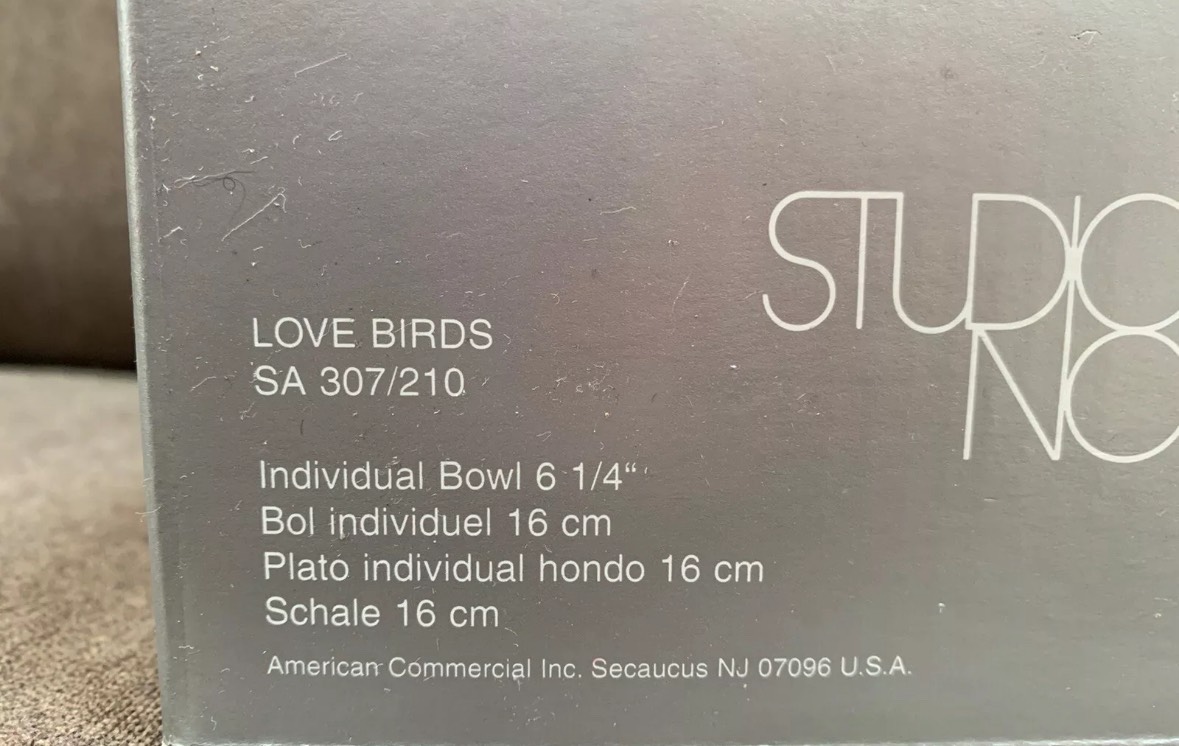 STUDIO
NO
LOVE BIRDS
SA 307/210
Individual Bowl 6 1/4“
Bol individuel 16 cm
Plato individual hondo 16 cm
Schale 16 cm
American Commercial Inc. Secaucus NJ 07096 U.S.A.